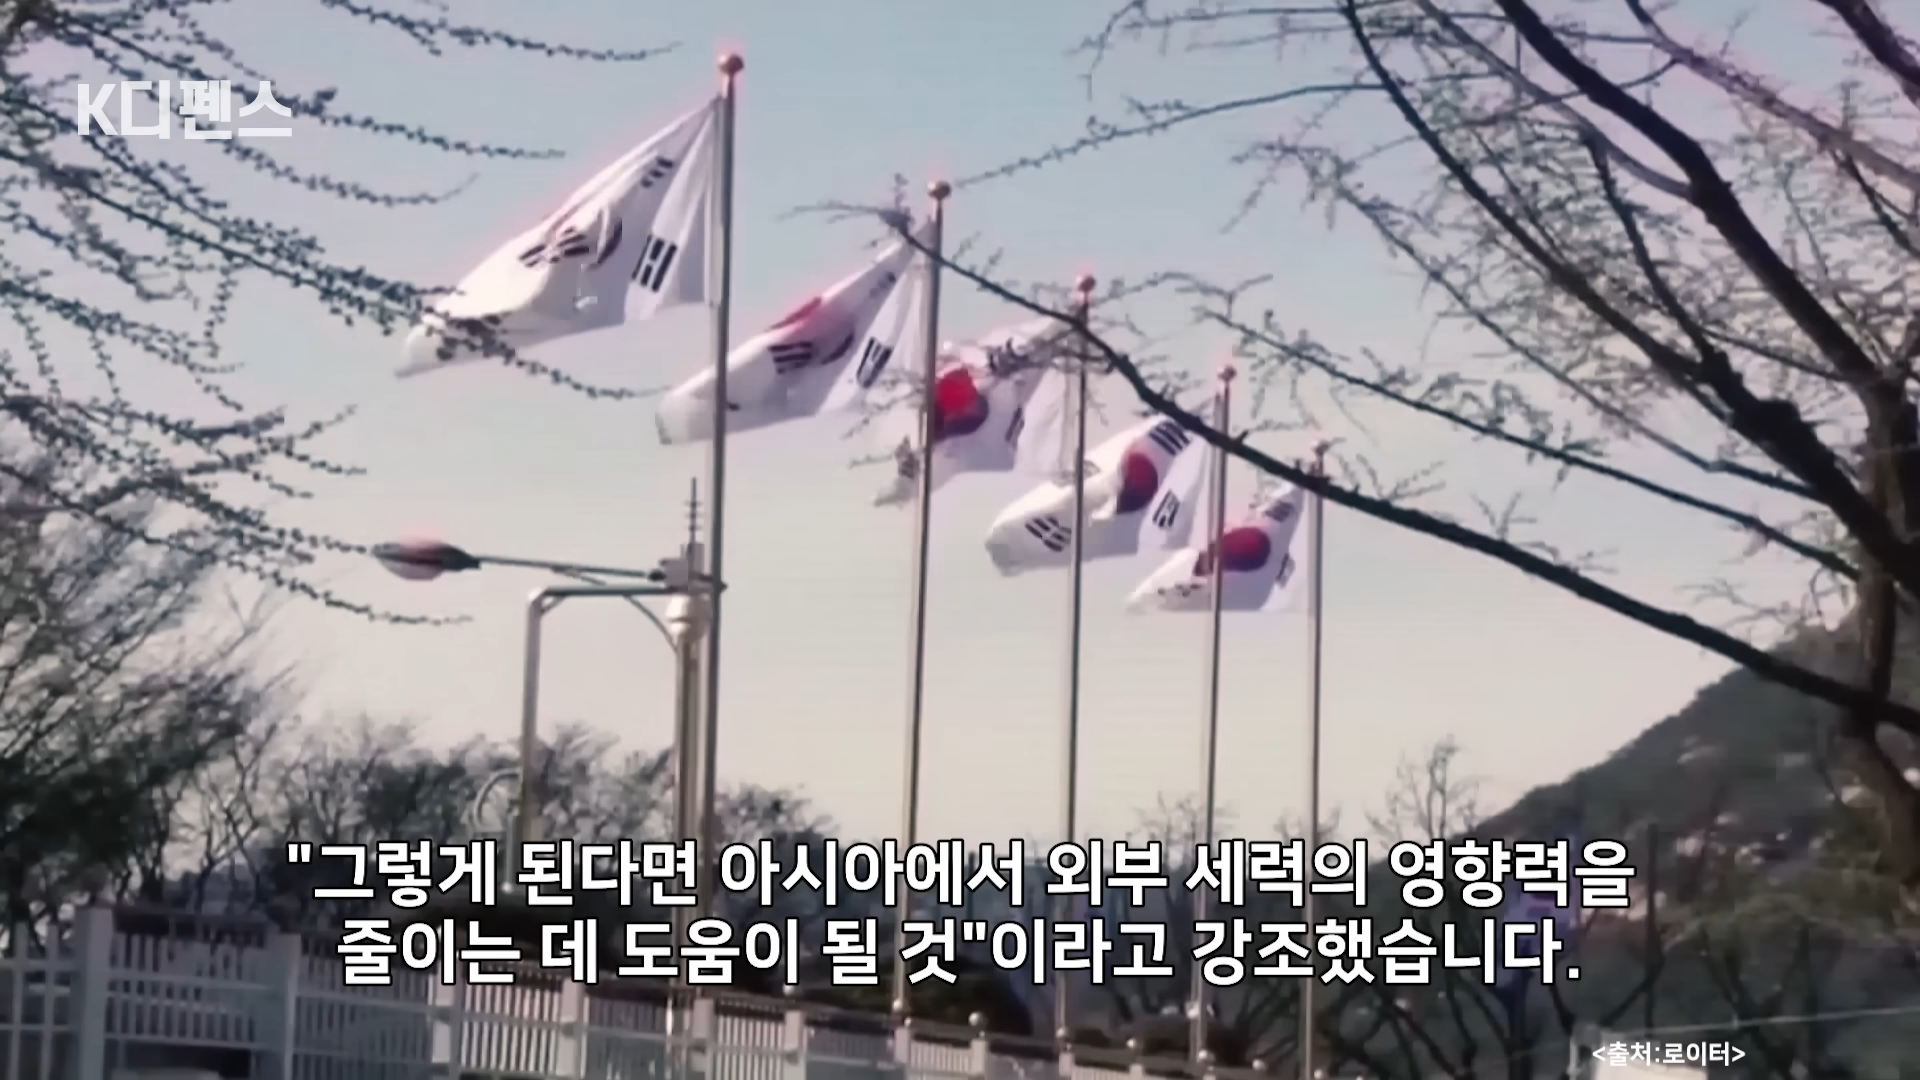 K디펜스
"그렇게 된다면 아시아에서 외부 세력의 영향력을
줄이는 데 도움이 될 것"이라고 강조했습니다.
<출처:로이터>